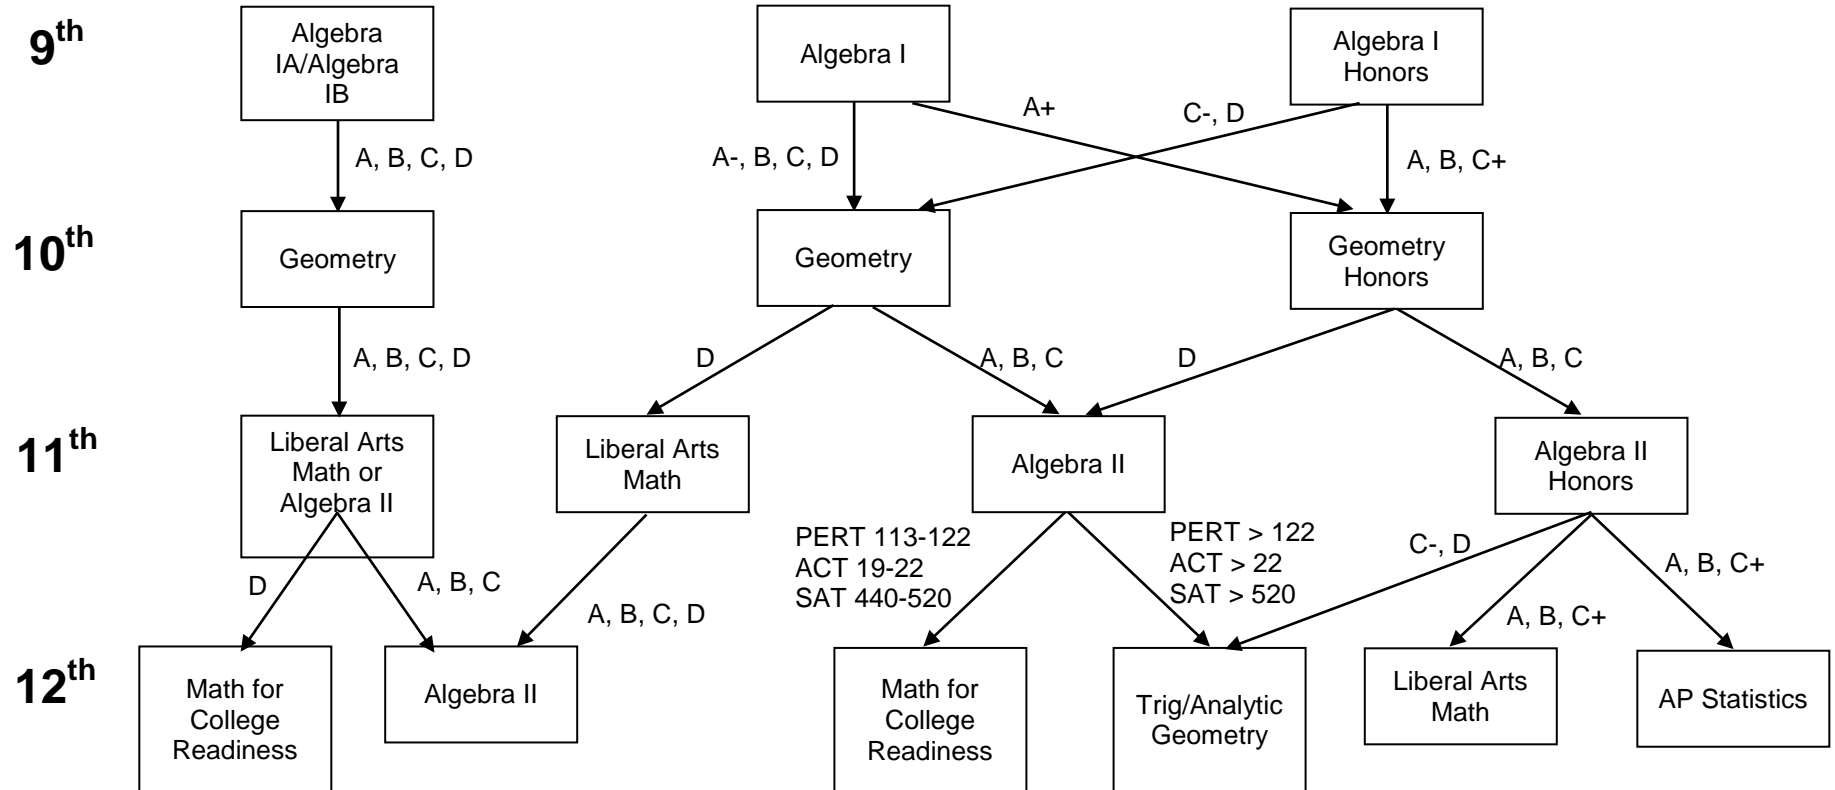 9th
Algebra
IA/Algebra
IB
Algebra I
Algebra I
Honors
A, B, C, D
A-, B, C, D
A+
C-, D
A, B, C+
10th
Geometry
Geometry
Geometry
Honors
A, B, C, D
D
A, B, C
D
A, B, C
11th
Liberal Arts
Math or
Algebra II
Liberal Arts
Math
Algebra II
Algebra II
Honors
D
A, B, C
A, B, C, D
PERT 113-122
ACT 19-22
SAT 440-520
PERT > 122
ACT > 22
SAT > 520
C-, D
A, B, C+
A, B, C+
12th
Math for
College
Readiness
Algebra II
Math for
College
Readiness
Trig/Analytic
Geometry
Liberal Arts
Math
AP Statistics